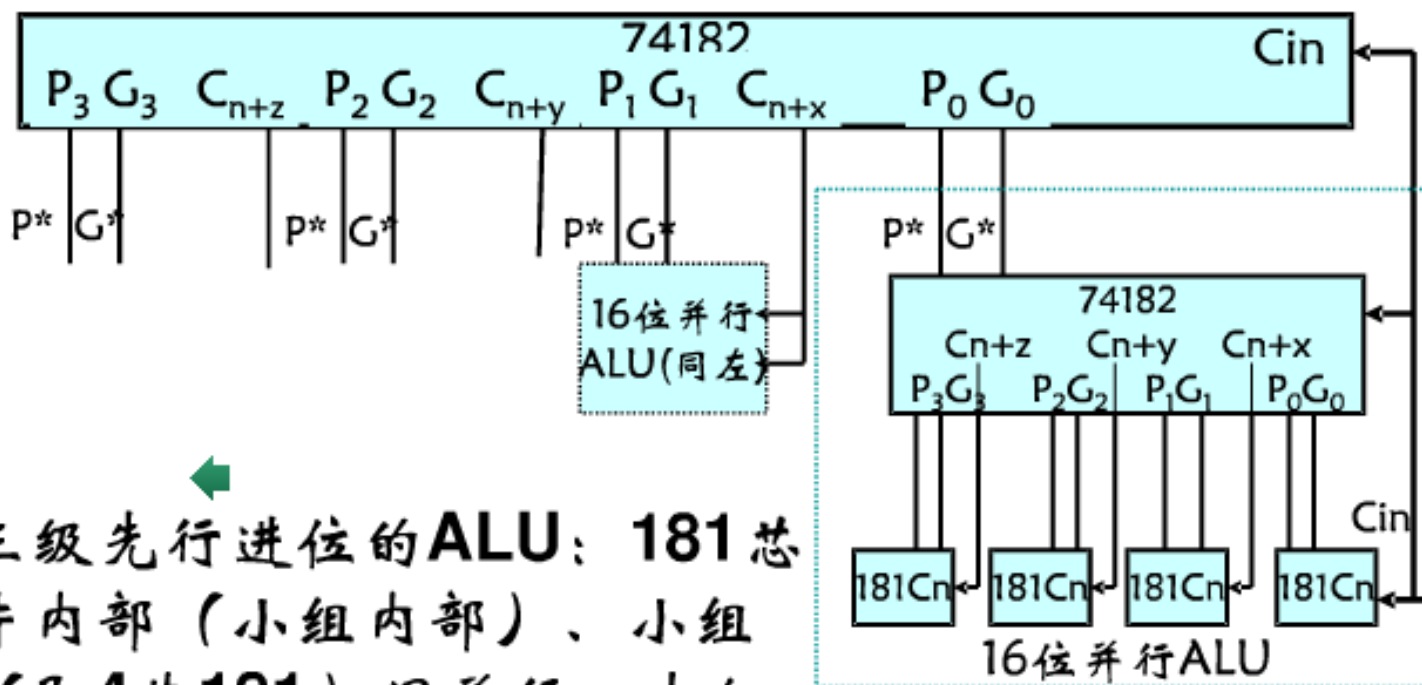 74182
Cin
P₃ G₃ Cₙ₊z P₂ G₂ Cₙ₊y P₁ G₁ Cₙ₊x P₀ G₀
P* G* P* G* P* G* P* G*
16位并行
ALU(同左)
74182
Cn+z Cn+y Cn+x
P₃G₃ P₂G₂ P₁G₁ P₀G₀
Cin
181Cn 181Cn 181Cn 181Cn
16位并行ALU
三级先行进位的ALU:181芯
内部(小组内部)、小组